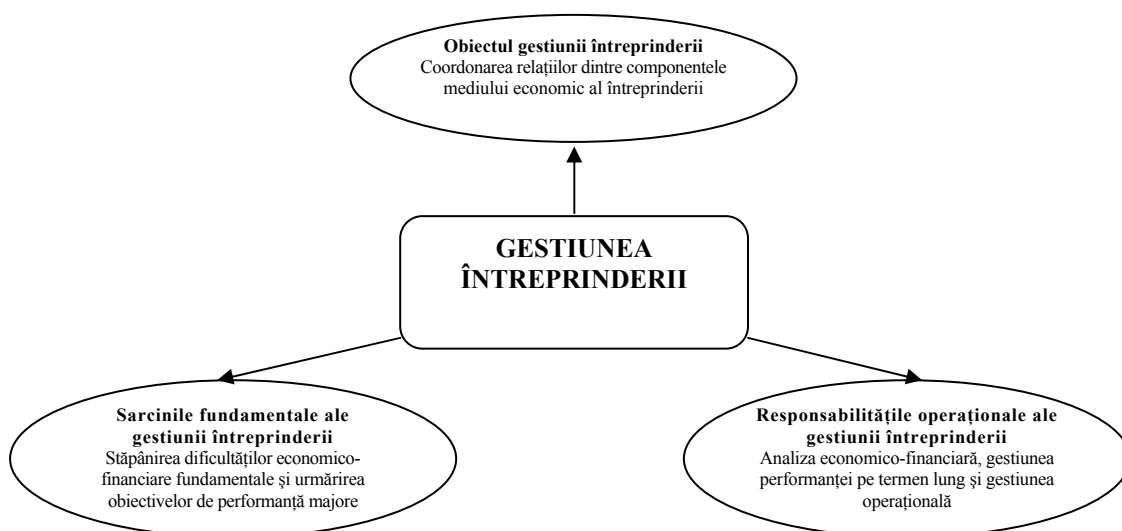 Obiectul gestiunii întreprinderii
Coordonarea relațiilor dintre componentele
mediului economic al întreprinderii
GESTIUNEA
ÎNTREPRINDERII
Sarcinile fundamentale ale
gestiunii întreprinderii
Stăpânirea dificultăților economico-
financiare fundamentale şi urmărirea
obiectivelor de performanță majore
Responsabilitățile operaționale ale
gestiunii întreprinderii
Analiza economico-financiară, gestiunea
performanței pe termen lung şi gestiunea
operațională